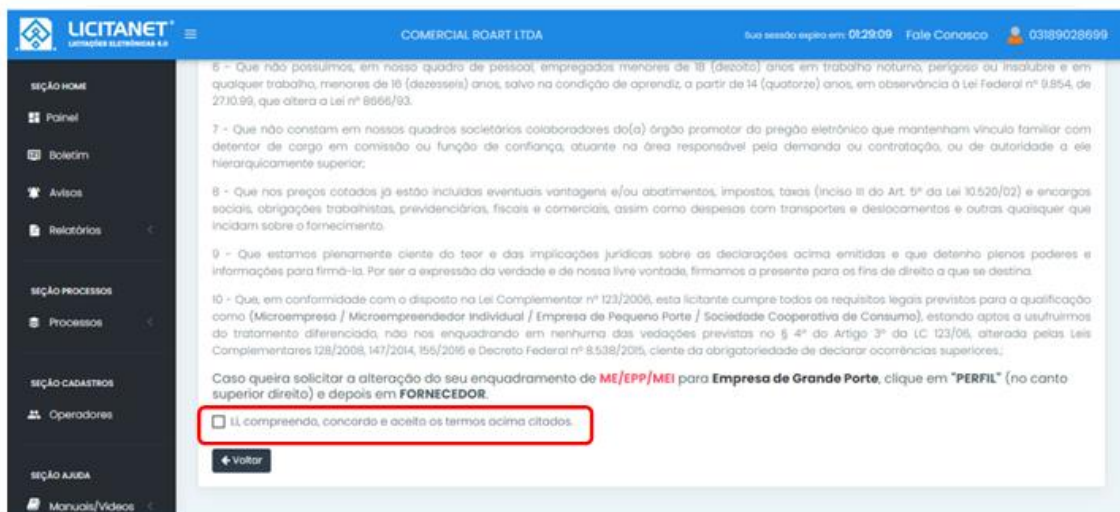 LICITANET
LICITAÇÕES ELETRÔNICAS 4.0
COMERCIAL ROART LTDA
Sua sessão expira em: 01:29:09 Fale Conosco 03189028699
SEÇÃO HOME
Painel
Boletim
Avisos
Relatórios
SEÇÃO PROCESSOS
Processos
SEÇÃO CADASTROS
Operadores
SEÇÃO AJUDA
Manuais/Videos
6 - Que não possuímos, em nosso quadro de pessoal, empregados menores de 18 (dezoito) anos em trabalho noturno, perigoso ou insalubre e em
qualquer trabalho, menores de 16 (dezesseis) anos, salvo na condição de aprendiz, a partir de 14 (quatorze) anos, em observância à Lei Federal nº 9.854, de
27.10.99, que altera a Lei nº 8666/93.
7 - Que não constam em nossos quadros societários colaboradores do(a) órgão promotor do pregão eletrônico que mantenham vínculo familiar com
detentor de cargo em comissão ou função de confiança, atuante na área responsável pela demanda ou contratação, ou de autoridade a ele
hierarquicamente superior;
8 - Que nos preços cotados já estão incluídas eventuais vantagens e/ou abatimentos, impostos, taxas (inciso III do Art. 5º da Lei 10.520/02) e encargos
sociais, obrigações trabalhistas, previdenciárias, fiscais e comerciais, assim como despesas com transportes e deslocamentos e outras quaisquer que
incidam sobre o fornecimento.
9 - Que estamos plenamente ciente do teor e das implicações jurídicas sobre as declarações acima emitidas e que detenho plenos poderes e
informações para firmá-la. Por ser a expressão da verdade e de nossa livre vontade, firmamos a presente para os fins de direito a que se destina.
10 - Que, em conformidade com o disposto na Lei Complementar nº 123/2006, esta licitante cumpre todos os requisitos legais previstos para a qualificação
como (Microempresa / Microempreendedor Individual / Empresa de Pequeno Porte / Sociedade Cooperativa de Consumo), estando aptos a usufruirmos
do tratamento diferenciado, não nos enquadrando em nenhuma das vedações previstas no § 4º do Artigo 3º da LC 123/06, alterada pelas Leis
Complementares 128/2008, 147/2014, 155/2016 e Decreto Federal nº 8.538/2015, ciente da obrigatoriedade de declarar ocorrências superiores.;
Caso queira solicitar a alteração do seu enquadramento de ME/EPP/MEI para Empresa de Grande Porte, clique em "PERFIL" (no canto
superior direito) e depois em FORNECEDOR.
Li, compreendo, concordo e aceito os termos acima citados.
Voltar